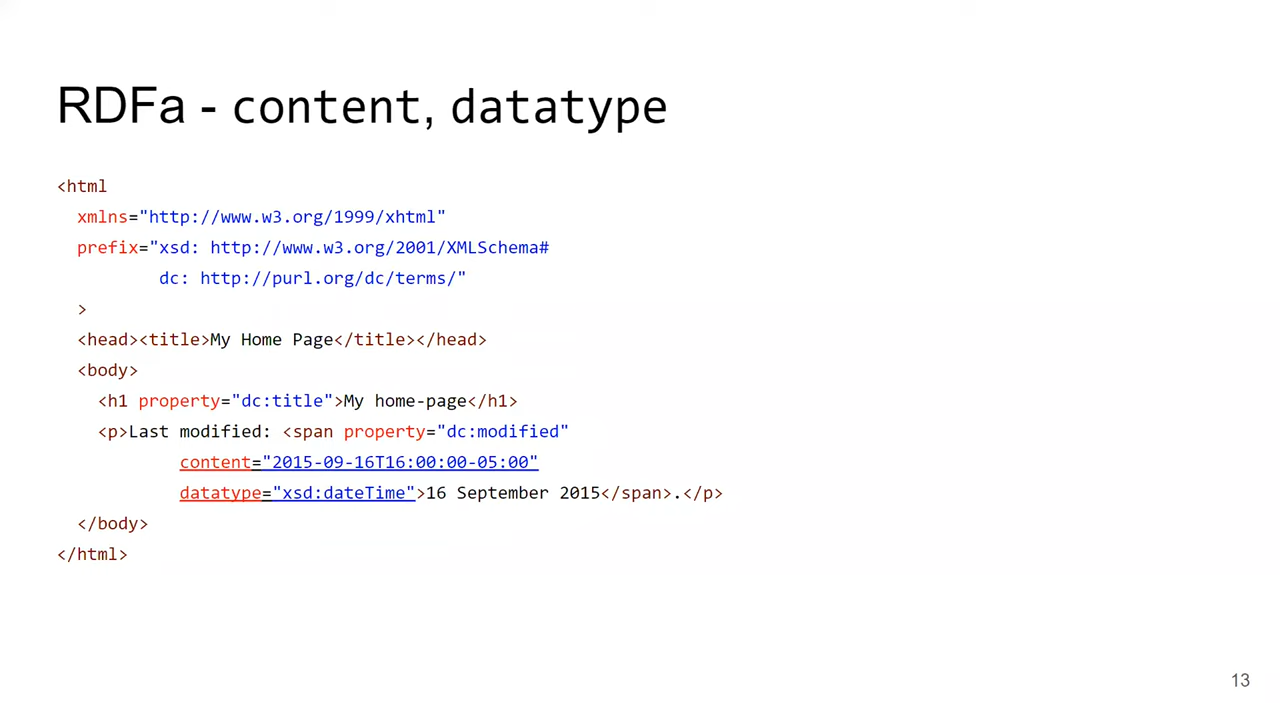 RDFa - content, datatype
<html
  xmlns="http://www.w3.org/1999/xhtml"
  prefix="xsd: http://www.w3.org/2001/XMLSchema#
          dc: http://purl.org/dc/terms/"
  >
  <head><title>My Home Page</title></head>
  <body>
    <h1 property="dc:title">My home-page</h1>
    <p>Last modified: <span property="dc:modified"
            content="2015-09-16T16:00:00-05:00"
            datatype="xsd:dateTime">16 September 2015</span>.</p>
  </body>
</html>
13